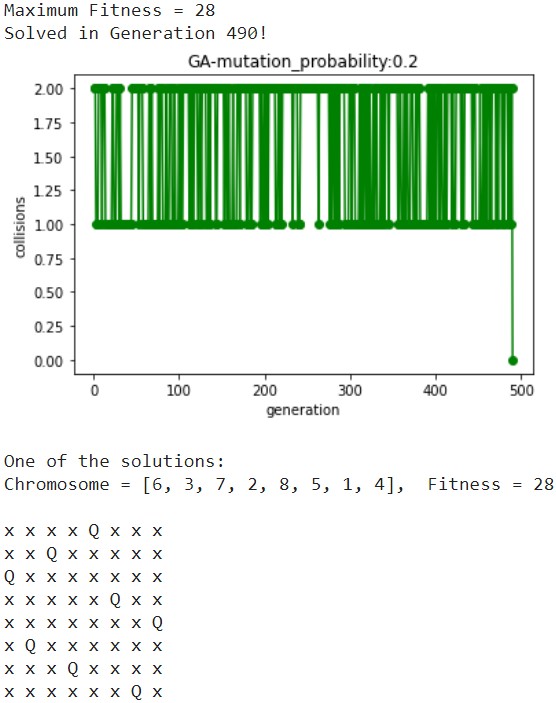 Maximum Fitness = 28
Solved in Generation 490!
GA-mutation_probability:0.2
2.00
1.75
1.50
1.25
1.00
0.75
0.50
0.25
0.00
collisions
0 100 200 300 400 500
generation
One of the solutions:
Chromosome = [6, 3, 7, 2, 8, 5, 1, 4],  Fitness = 28
x x x x Q x x x
x x Q x x x x x
Q x x x x x x x
x x x x x Q x x
x x x x x x x Q
x Q x x x x x x
x x x Q x x x x
x x x x x x Q x